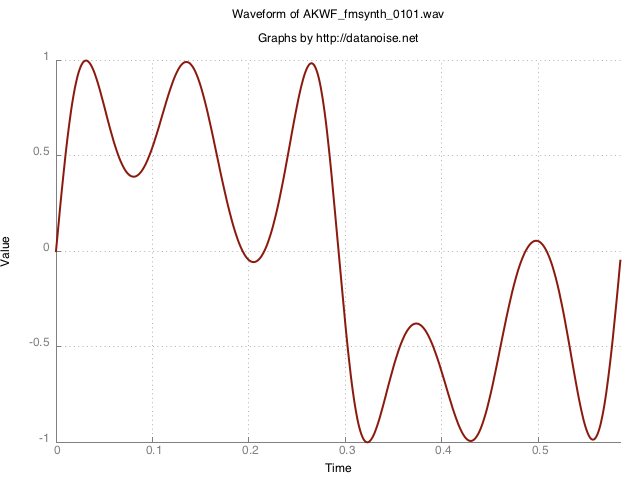 Waveform of AKWF_fmsynth_0101.wav
Graphs by http://datanoise.net
1
0.5
0
-0.5
-1
Value
0 0.1 0.2 0.3 0.4 0.5
Time